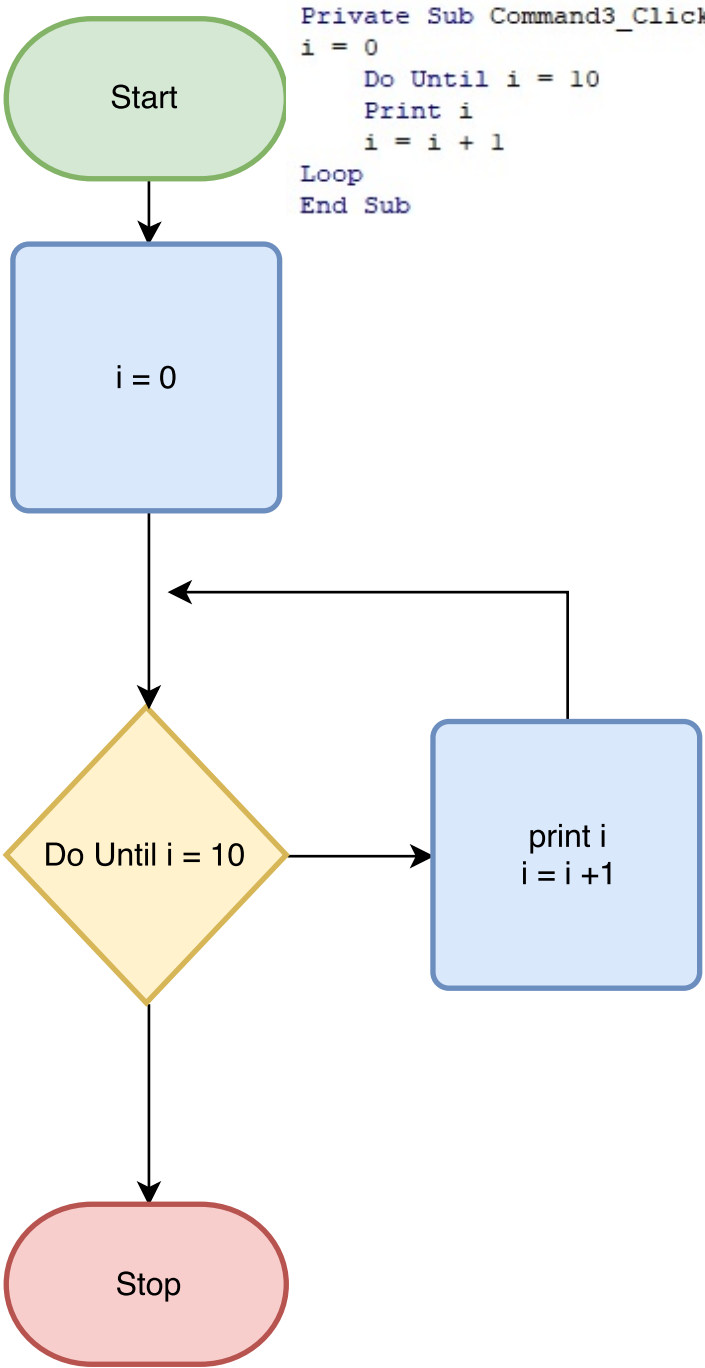 Private Sub Command3_Click
i = 0
Do Until i = 10
Print i
i = i + 1
Loop
End Sub
Start
i = 0
Do Until i = 10
print i
i = i +1
Stop